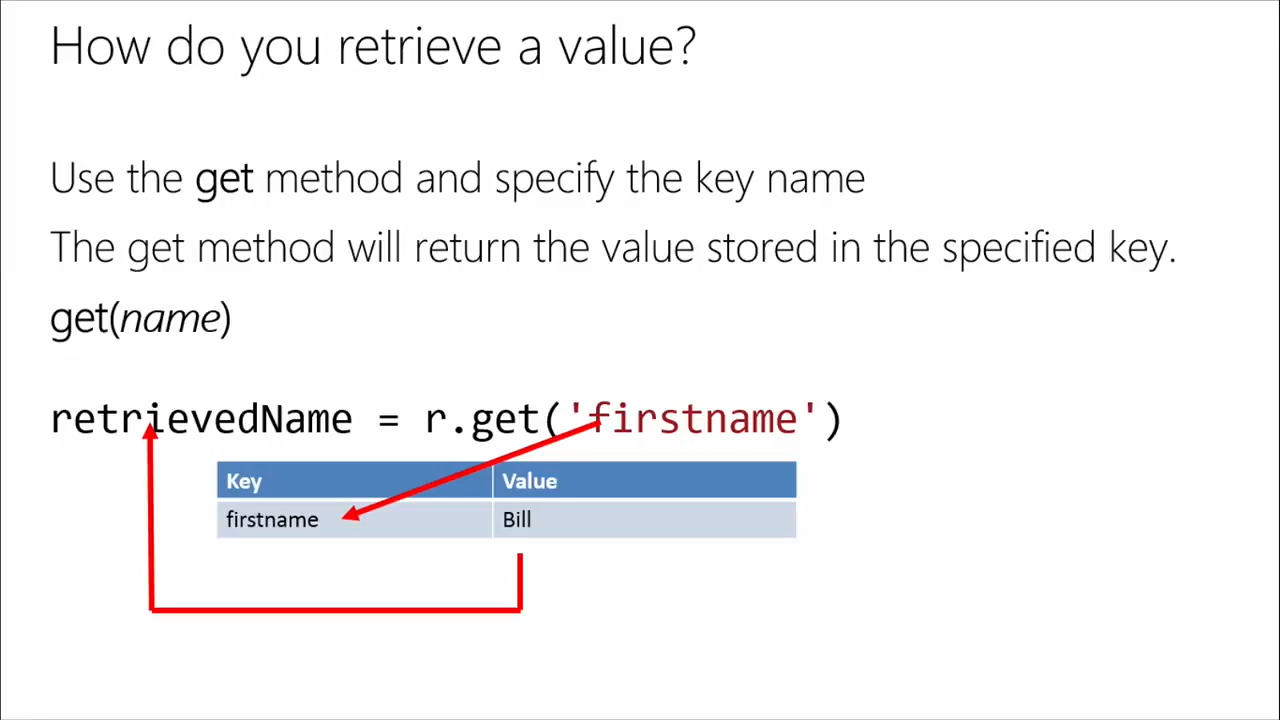 How do you retrieve a value?
Use the get method and specify the key name
The get method will return the value stored in the specified key.
get(name)
retrievedName = r.get('firstname')
Key Value
firstname Bill